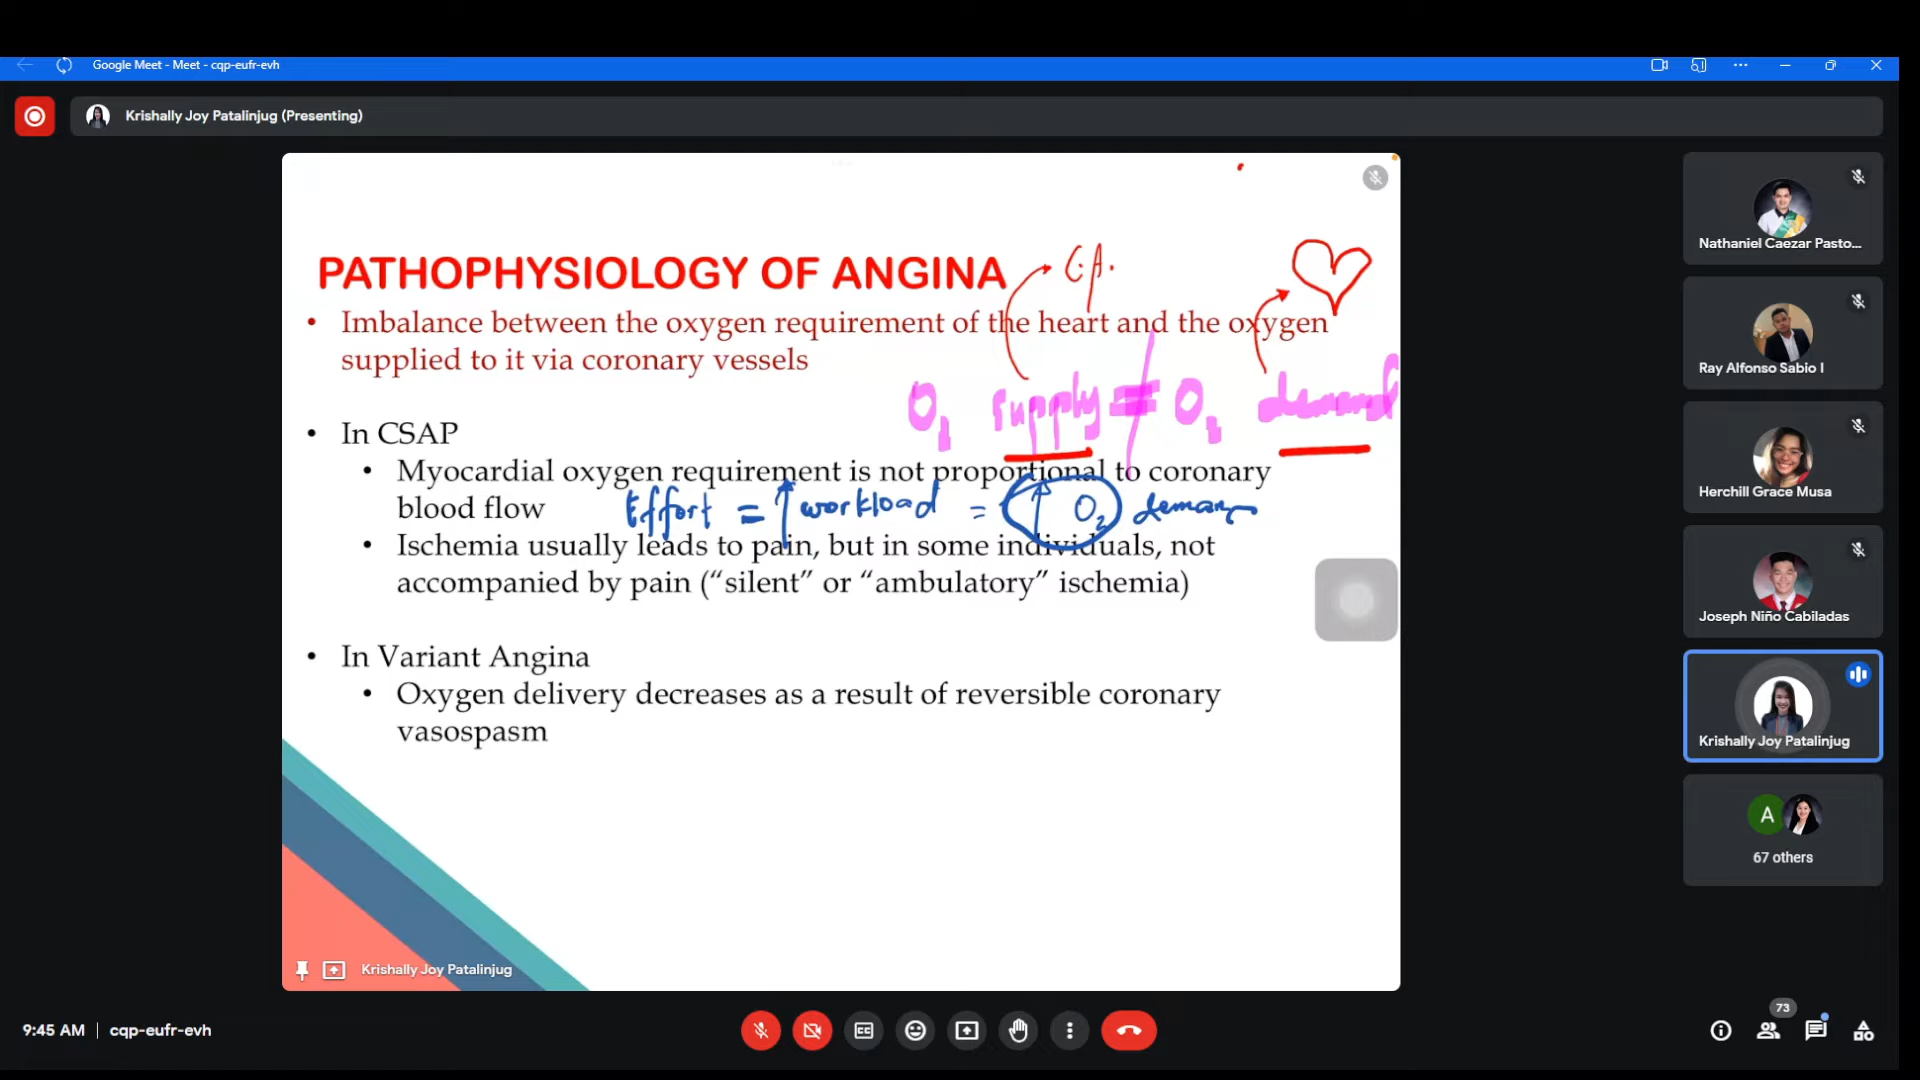 Google Meet - Meet - cqp-eufr-evh
Krishally Joy Patalinjug (Presenting)
PATHOPHYSIOLOGY OF ANGINA
C.A.
• Imbalance between the oxygen requirement of the heart and the oxygen
supplied to it via coronary vessels
O2 supply ≠ O2 demand
• In CSAP
• Myocardial oxygen requirement is not proportional to coronary
blood flow
Effort = ↑ workload = ↑ O2 deman
• Ischemia usually leads to pain, but in some individuals, not
accompanied by pain (“silent” or “ambulatory” ischemia)
• In Variant Angina
• Oxygen delivery decreases as a result of reversible coronary
vasospasm
Krishally Joy Patalinjug
Nathaniel Caezar Pasto...
Ray Alfonso Sabio I
Herchill Grace Musa
Joseph Niño Cabiladas
Krishally Joy Patalinjug
A
67 others
9:45 AM | cqp-eufr-evh
73